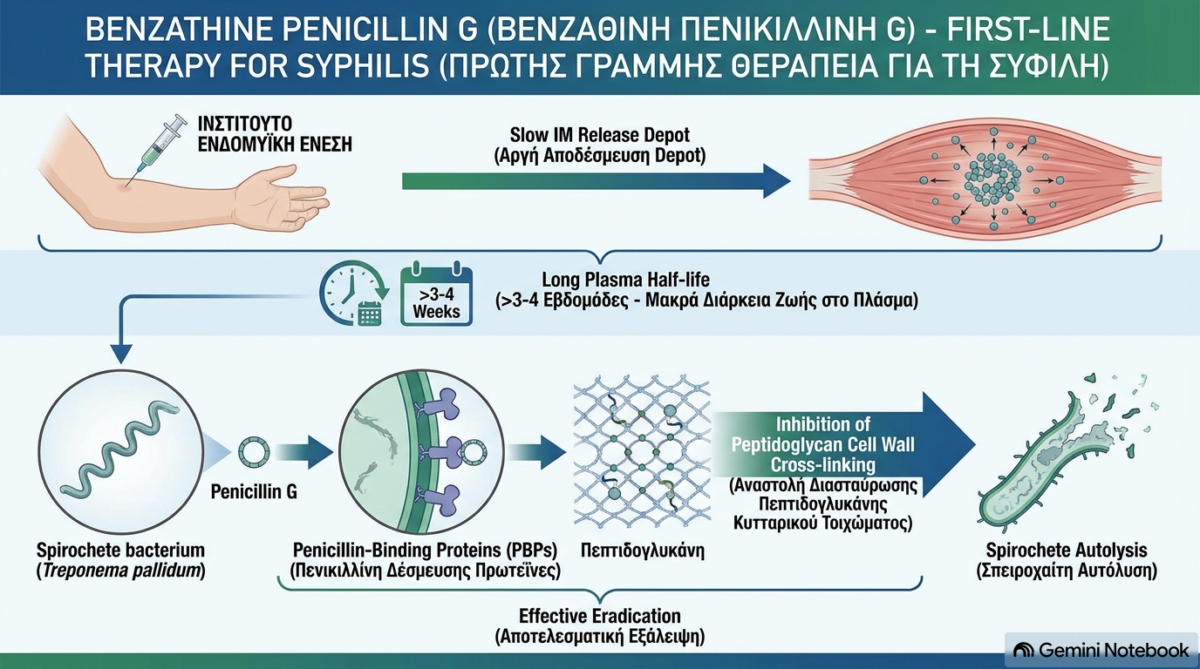 BENZATHINE PENICILLIN G (ΒΕΝΖΑΘΙΝΗ ΠΕΝΙΚΙΛΛΙΝΗ G) - FIRST-LINE
THERAPY FOR SYPHILIS (ΠΡΩΤΗΣ ΓΡΑΜΜΗΣ ΘΕΡΑΠΕΙΑ ΓΙΑ ΤΗ ΣΥΦΙΛΗ)
ΙΝΣΤΙΤΟΥΤΟ
ΕΝΔΟΜΥΪΚΗ ΕΝΕΣΗ
Slow IM Release Depot
(Αργή Αποδέσμευση Depot)
>3-4
Weeks
Long Plasma Half-life
(>3-4 Εβδομάδες - Μακρά Διάρκεια Ζωής στο Πλάσμα)
Penicillin G
Inhibition of
Peptidoglycan Cell Wall
Cross-linking
(Αναστολή Διασταύρωσης
Πεπτιδογλυκάνης
Κυτταρικού Τοιχώματος)
Spirochete bacterium
(Treponema pallidum)
Penicillin-Binding Proteins (PBPs)
(Πενικιλλίνη Δέσμευσης Πρωτεΐνες)
Πεπτιδογλυκάνη
Spirochete Autolysis
(Σπειροχαίτη Αυτόλυση)
Effective Eradication
(Αποτελεσματική Εξάλειψη)
Gemini Notebook